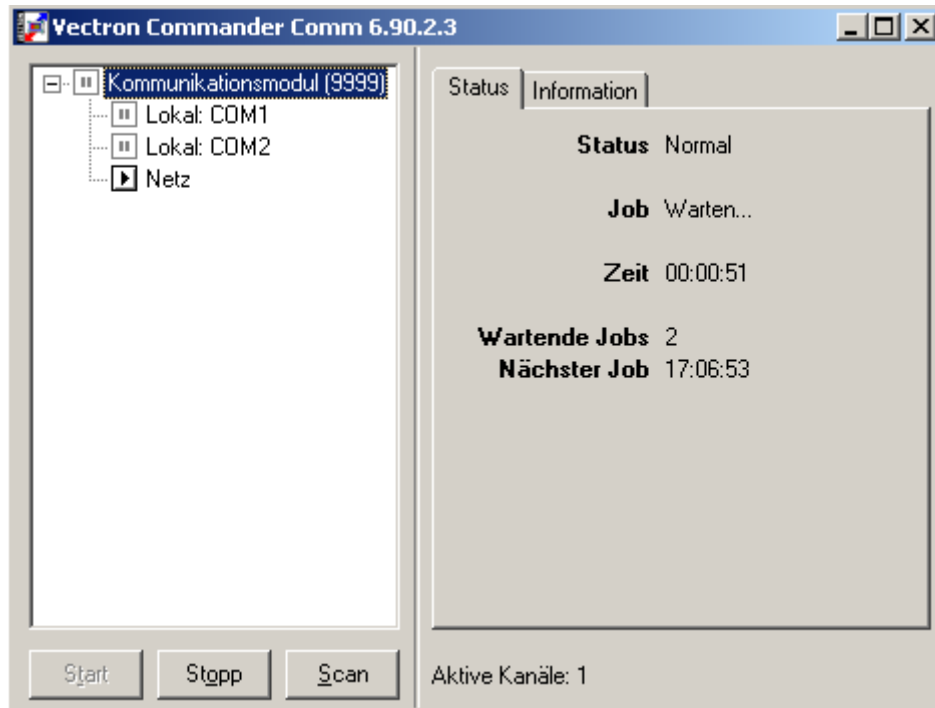 Vectron Commander Comm 6.90.2.3
Kommunikationsmodul (9999)
Lokal: COM1
Lokal: COM2
Netz
Start
Stopp
Scan
Status
Information
Status Normal
Job Warten...
Zeit 00:00:51
Wartende Jobs 2
Nächster Job 17:06:53
Aktive Kanäle: 1